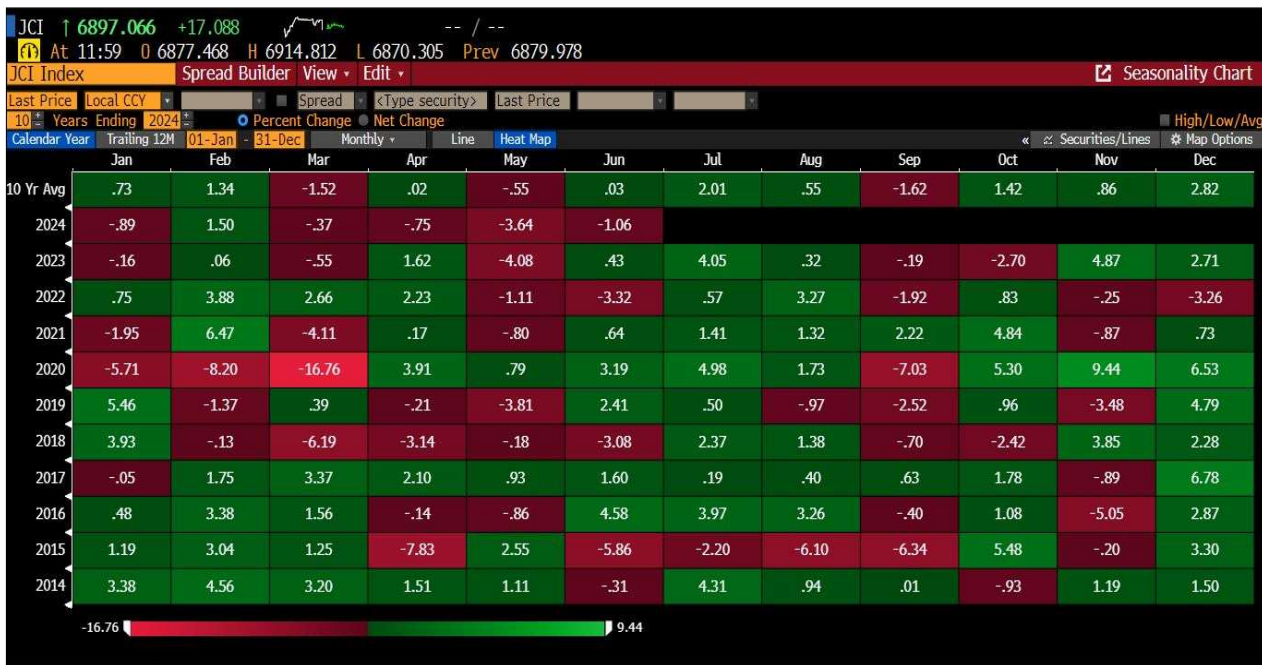 JCI ↑ 6897.066 +17.088 -- / --
At 11:59 O 6877.468 H 6914.812 L 6870.305 Prev 6879.978
JCI Index Spread Builder View Edit Seasonality Chart
Last Price Local CCY Spread <Type security> Last Price
10 Years Ending 2024 Percent Change Net Change High/Low/Avg
Calendar Year Trailing 12M 01-Jan - 31-Dec Monthly Line Heat Map « Securities/Lines Map Options
Jan Feb Mar Apr May Jun Jul Aug Sep Oct Nov Dec
10 Yr Avg .73 1.34 -1.52 .02 -.55 .03 2.01 .55 -1.62 1.42 .86 2.82
2024 -.89 1.50 -.37 -.75 -3.64 -1.06
2023 -.16 .06 -.55 1.62 -4.08 .43 4.05 .32 -.19 -2.70 4.87 2.71
2022 .75 3.88 2.66 2.23 -1.11 -3.32 .57 3.27 -1.92 .83 -.25 -3.26
2021 -1.95 6.47 -4.11 .17 -.80 .64 1.41 1.32 2.22 4.84 -.87 .73
2020 -5.71 -8.20 -16.76 3.91 .79 3.19 4.98 1.73 -7.03 5.30 9.44 6.53
2019 5.46 -1.37 .39 -.21 -3.81 2.41 .50 -.97 -2.52 .96 -3.48 4.79
2018 3.93 -.13 -6.19 -3.14 -.18 -3.08 2.37 1.38 -.70 -2.42 3.85 2.28
2017 -.05 1.75 3.37 2.10 .93 1.60 .19 .40 .63 1.78 -.89 6.78
2016 .48 3.38 1.56 -.14 -.86 4.58 3.97 3.26 -.40 1.08 -5.05 2.87
2015 1.19 3.04 1.25 -7.83 2.55 -5.86 -2.20 -6.10 -6.34 5.48 -.20 3.30
2014 3.38 4.56 3.20 1.51 1.11 -.31 4.31 .94 .01 -.93 1.19 1.50
-16.76 9.44